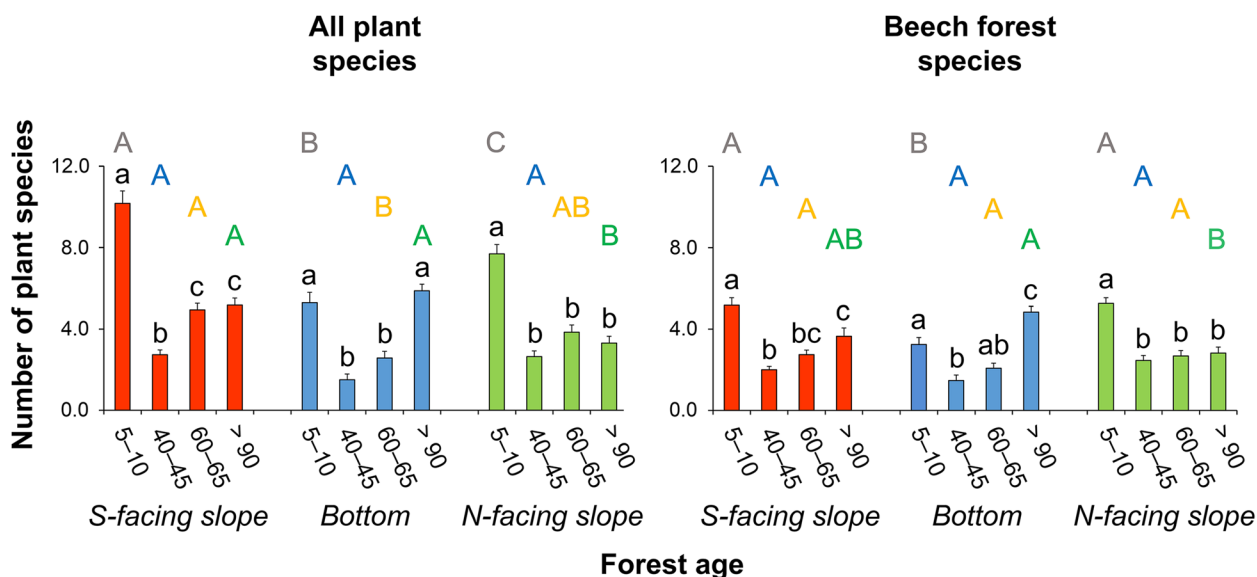 All plant
species
Beech forest
species
Number of plant species
A B C A B A
12.0 12.0
a A A A A A A
A B AB A A A
A A B AB A B
8.0 8.0
a a a a a
c c b a b c
b b b b bc ab c b b b
4.0 4.0
0.0 0.0
5–10 40–45 60–65 > 90 5–10 40–45 60–65 > 90 5–10 40–45 60–65 > 90 5–10 40–45 60–65 > 90 5–10 40–45 60–65 > 90 5–10 40–45 60–65 > 90
S-facing slope Bottom N-facing slope S-facing slope Bottom N-facing slope
Forest age